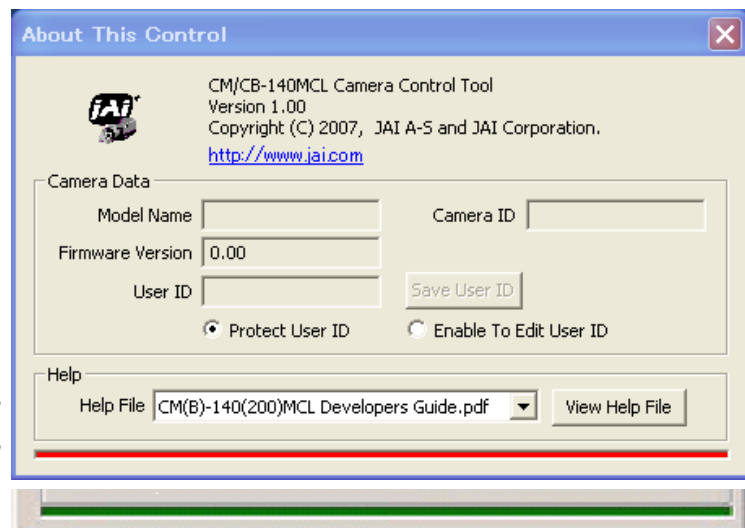 About This Control
JAI
CM/CB-140MCL Camera Control Tool
Version 1.00
Copyright (C) 2007, JAI A-S and JAI Corporation.
http://www.jai.com
Camera Data
Model Name
Camera ID
Firmware Version 0.00
User ID
Save User ID
Protect User ID
Enable To Edit User ID
Help
Help File CM(B)-140(200)MCL Developers Guide.pdf
View Help File